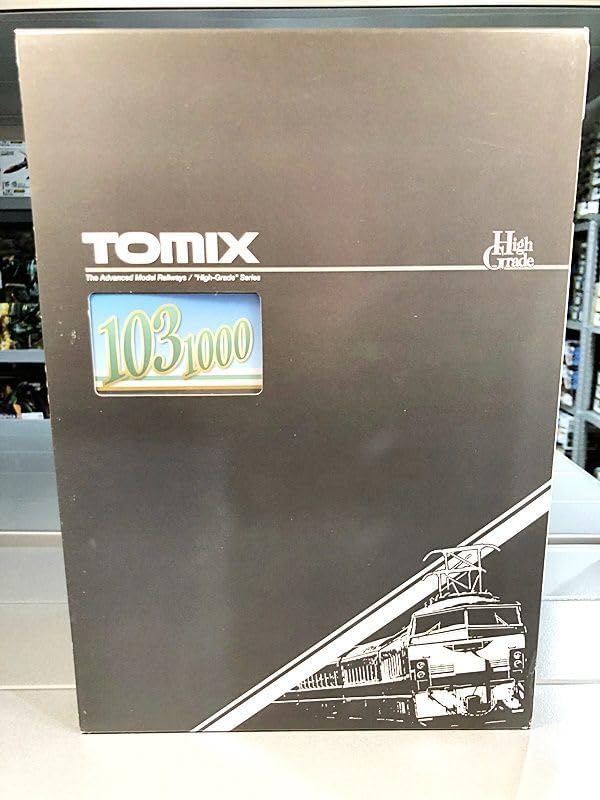 TOMIX
High
Grade
The Advanced Model Railways / "High-Grade" Series
103 1000